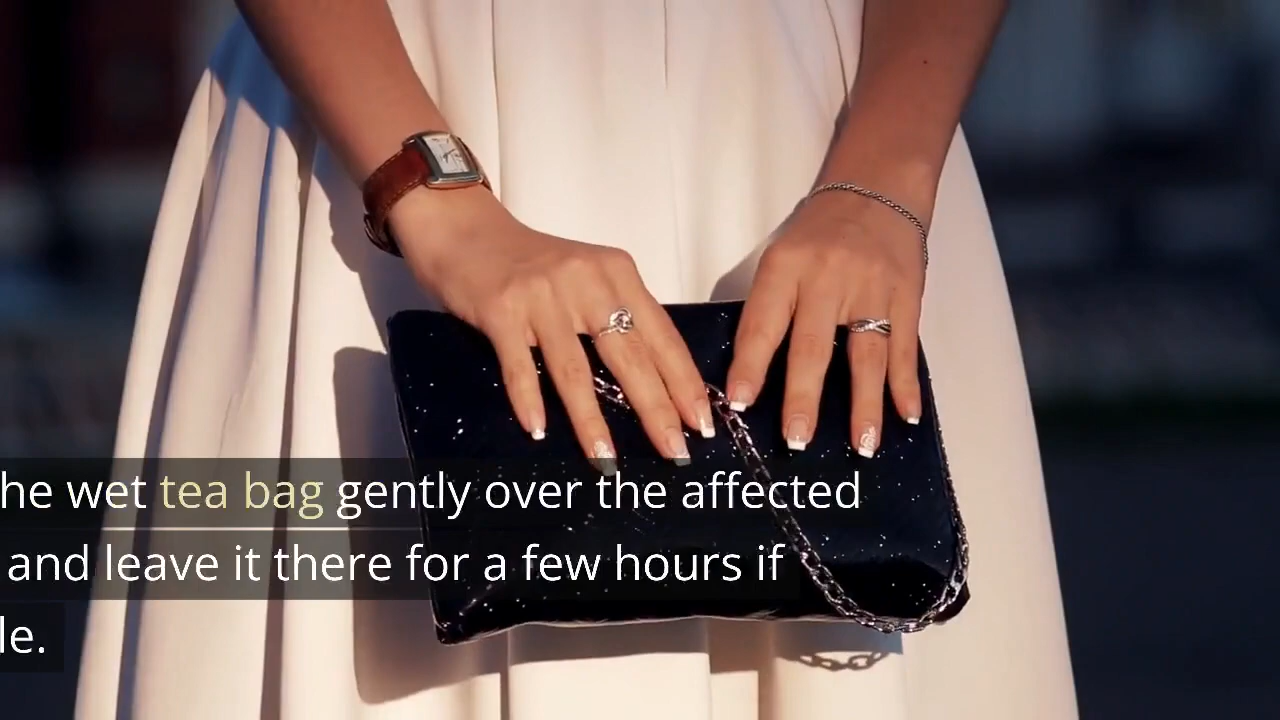 he wet tea bag gently over the affected
and leave it there for a few hours if
le.